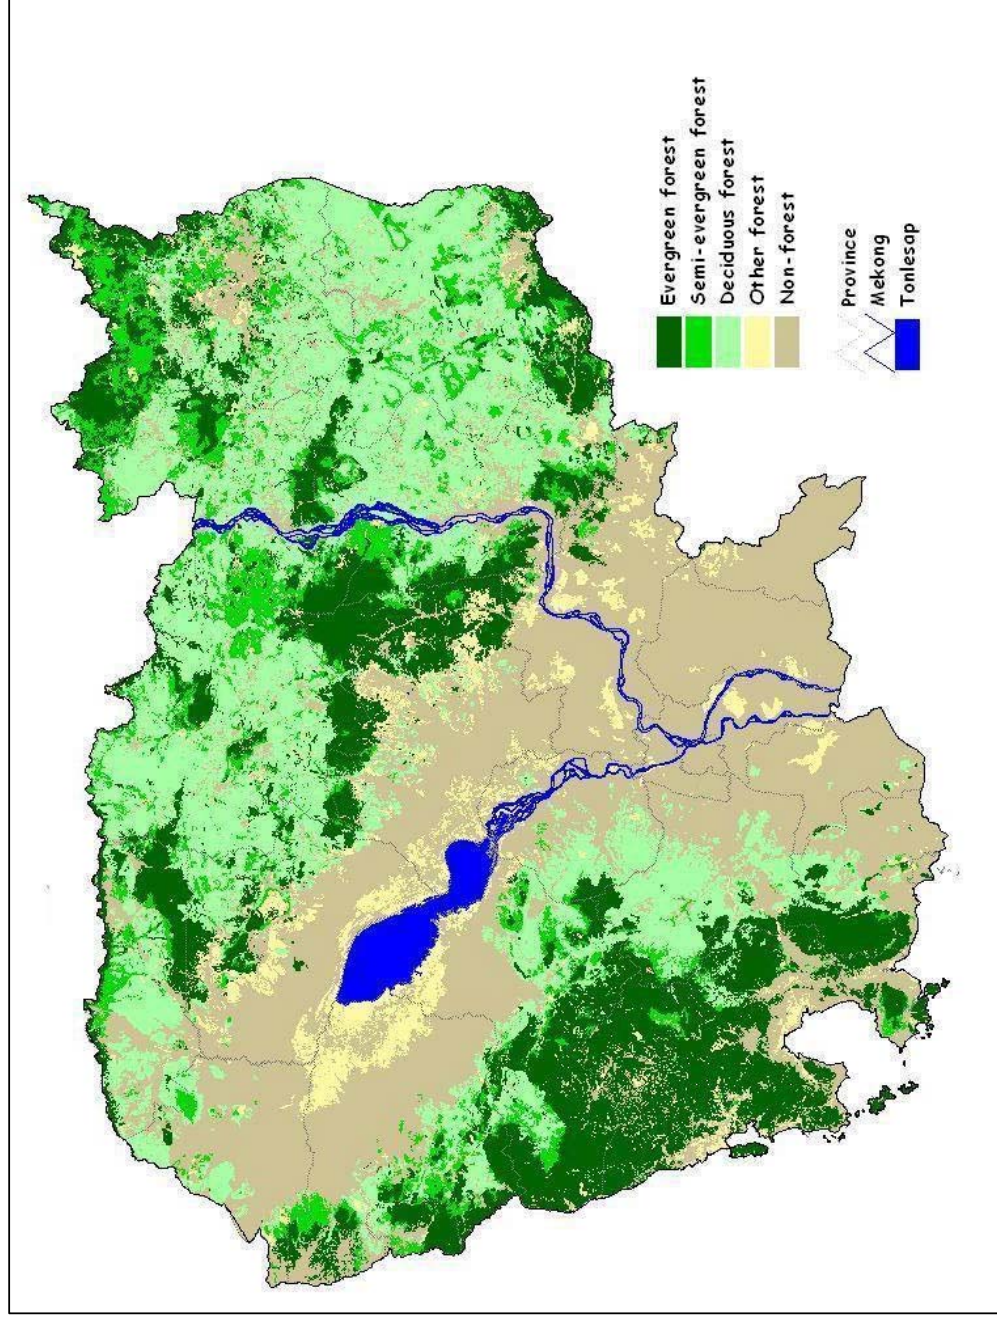 Evergreen forest
Semi-evergreen forest
Deciduous forest
Other forest
Non-forest
Province
Mekong
Tonlesap